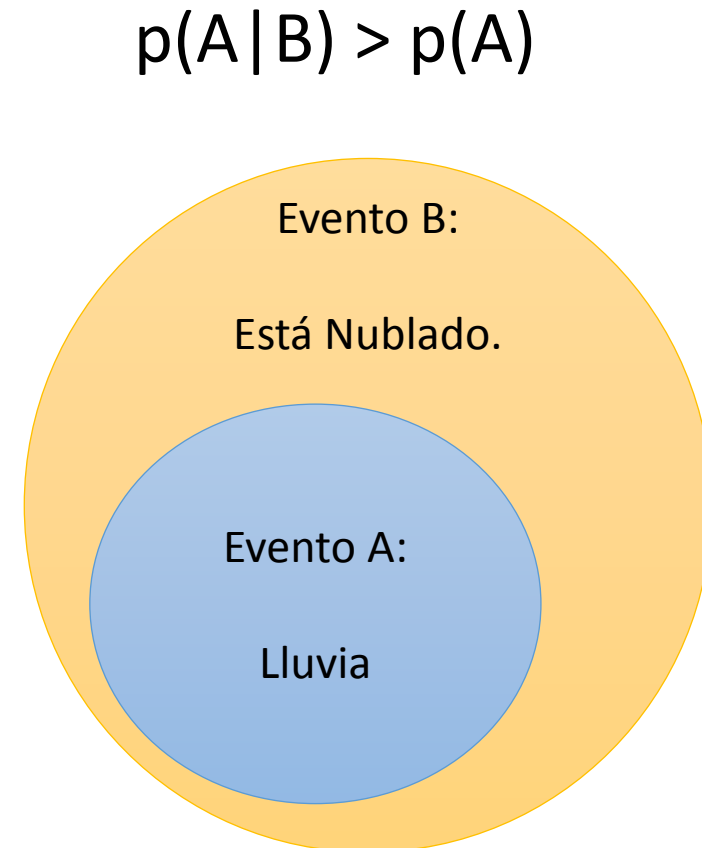 p(A|B) > p(A)
Evento B:
Está Nublado.
Evento A:
Lluvia